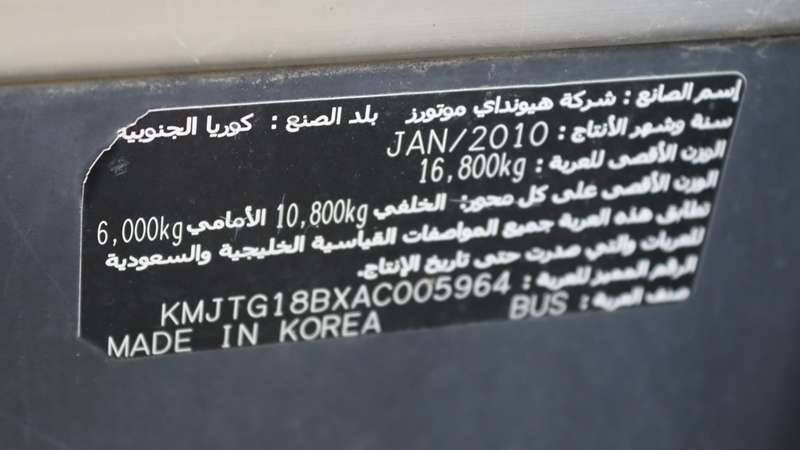 إسم الصانع : شركة هيونداي موتورز بلد الصنع : كوريا الجنوبية
سنة وشهر الأنتاج : JAN/2010
الوزن الأقصى للعربة : 16,800kg
الوزن الأقصى على كل محور: الخلفي 10,800kg الأمامي 6,000kg
تطابق هذه العربة جميع المواصفات القياسية الخليجية والسعودية
للعربات والتي صدرت حتى تاريخ الإنتاج.
الرقم المميز للعربة : KMJTG18BXAC005964
صنف العربة : BUS
MADE IN KOREA